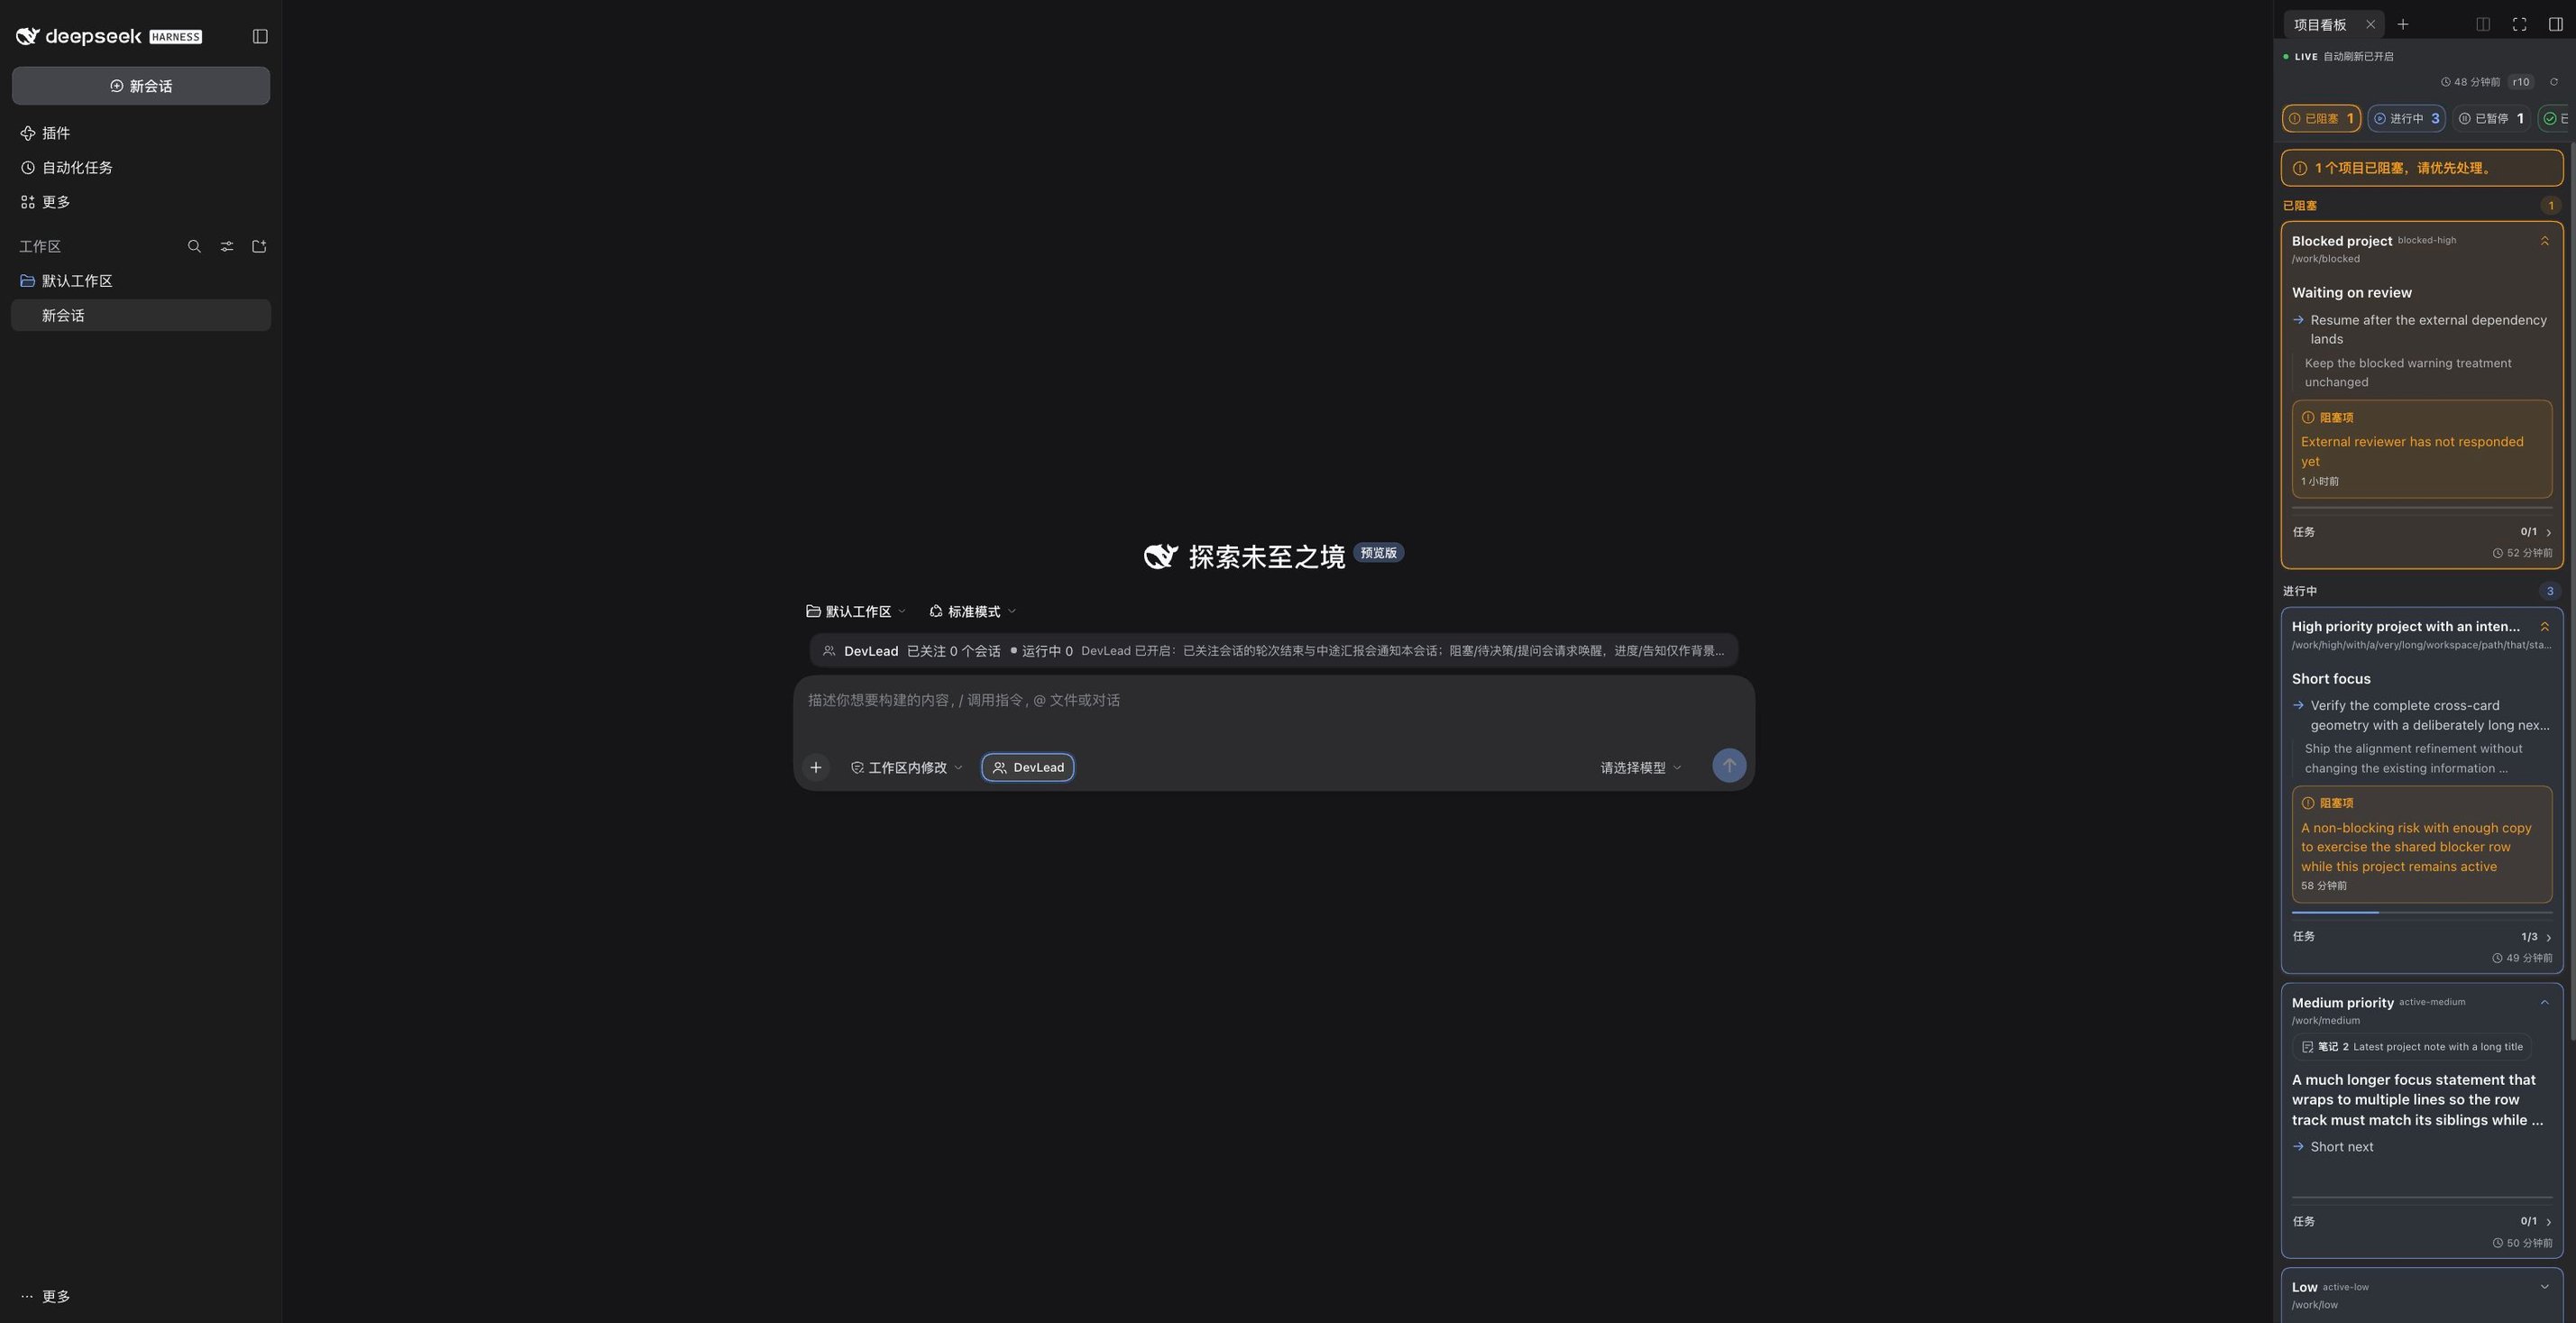 deepseek HARNESS
新会话
插件
自动化任务
更多
工作区
默认工作区
新会话
更多
探索未至之境 预览版
默认工作区 标准模式
DevLead 已关注 0 个会话 运行中 0 DevLead 已开启：已关注会话的轮次结束与中途汇报会通知本会话；阻塞/待决策/提问会请求唤醒，进度/告知仅作背景...
描述你想要构建的内容, / 调用指令, @ 文件或对话
工作区内修改 DevLead 请选择模型
项目看板
LIVE 自动刷新已开启
48 分钟前 r10
已阻塞 1 进行中 3 已暂停 1
1 个项目已阻塞，请优先处理。
已阻塞 1
Blocked project blocked-high
/work/blocked
Waiting on review
Resume after the external dependency
lands
Keep the blocked warning treatment
unchanged
阻塞项
External reviewer has not responded
yet
1 小时前
任务 0/1
52 分钟前
进行中 3
High priority project with an inten...
/work/high/with/a/very/long/workspace/path/that/sta...
Short focus
Verify the complete cross-card
geometry with a deliberately long nex...
Ship the alignment refinement without
changing the existing information ...
阻塞项
A non-blocking risk with enough copy
to exercise the shared blocker row
while this project remains active
58 分钟前
任务 1/3
49 分钟前
Medium priority active-medium
/work/medium
笔记 2 Latest project note with a long title
A much longer focus statement that
wraps to multiple lines so the row
track must match its siblings while ...
Short next
任务 0/1
50 分钟前
Low active-low
/work/low